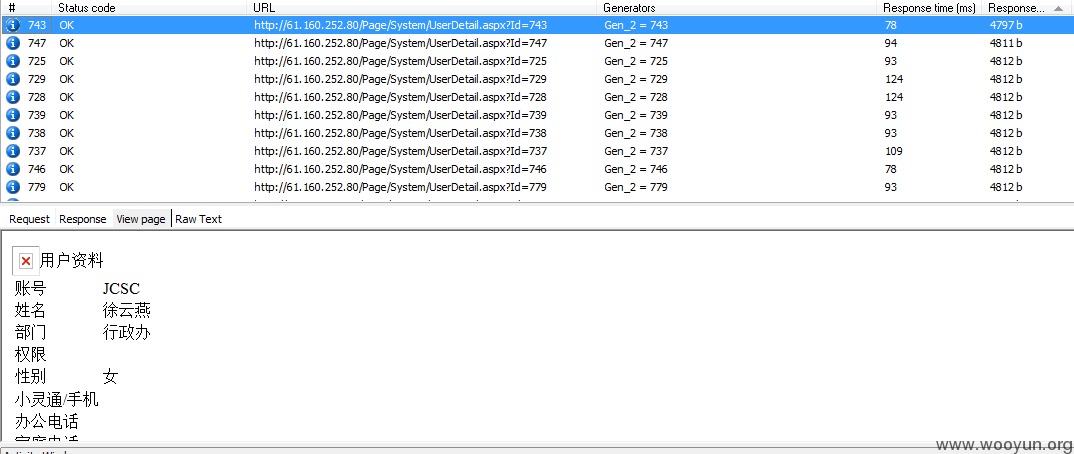 # Status code URL Generators Response time (ms) Response...
743 OK http://61.160.252.80/Page/System/UserDetail.aspx?Id=743 Gen_2 = 743 78 4797 b
747 OK http://61.160.252.80/Page/System/UserDetail.aspx?Id=747 Gen_2 = 747 94 4811 b
725 OK http://61.160.252.80/Page/System/UserDetail.aspx?Id=725 Gen_2 = 725 93 4812 b
729 OK http://61.160.252.80/Page/System/UserDetail.aspx?Id=729 Gen_2 = 729 124 4812 b
728 OK http://61.160.252.80/Page/System/UserDetail.aspx?Id=728 Gen_2 = 728 124 4812 b
739 OK http://61.160.252.80/Page/System/UserDetail.aspx?Id=739 Gen_2 = 739 93 4812 b
738 OK http://61.160.252.80/Page/System/UserDetail.aspx?Id=738 Gen_2 = 738 93 4812 b
737 OK http://61.160.252.80/Page/System/UserDetail.aspx?Id=737 Gen_2 = 737 109 4812 b
746 OK http://61.160.252.80/Page/System/UserDetail.aspx?Id=746 Gen_2 = 746 78 4812 b
779 OK http://61.160.252.80/Page/System/UserDetail.aspx?Id=779 Gen_2 = 779 93 4812 b
Request Response View page Raw Text
用户资料
账号 JCSC
姓名 徐云燕
部门 行政办
权限
性别 女
小灵通/手机
办公电话
www.wooyun.org